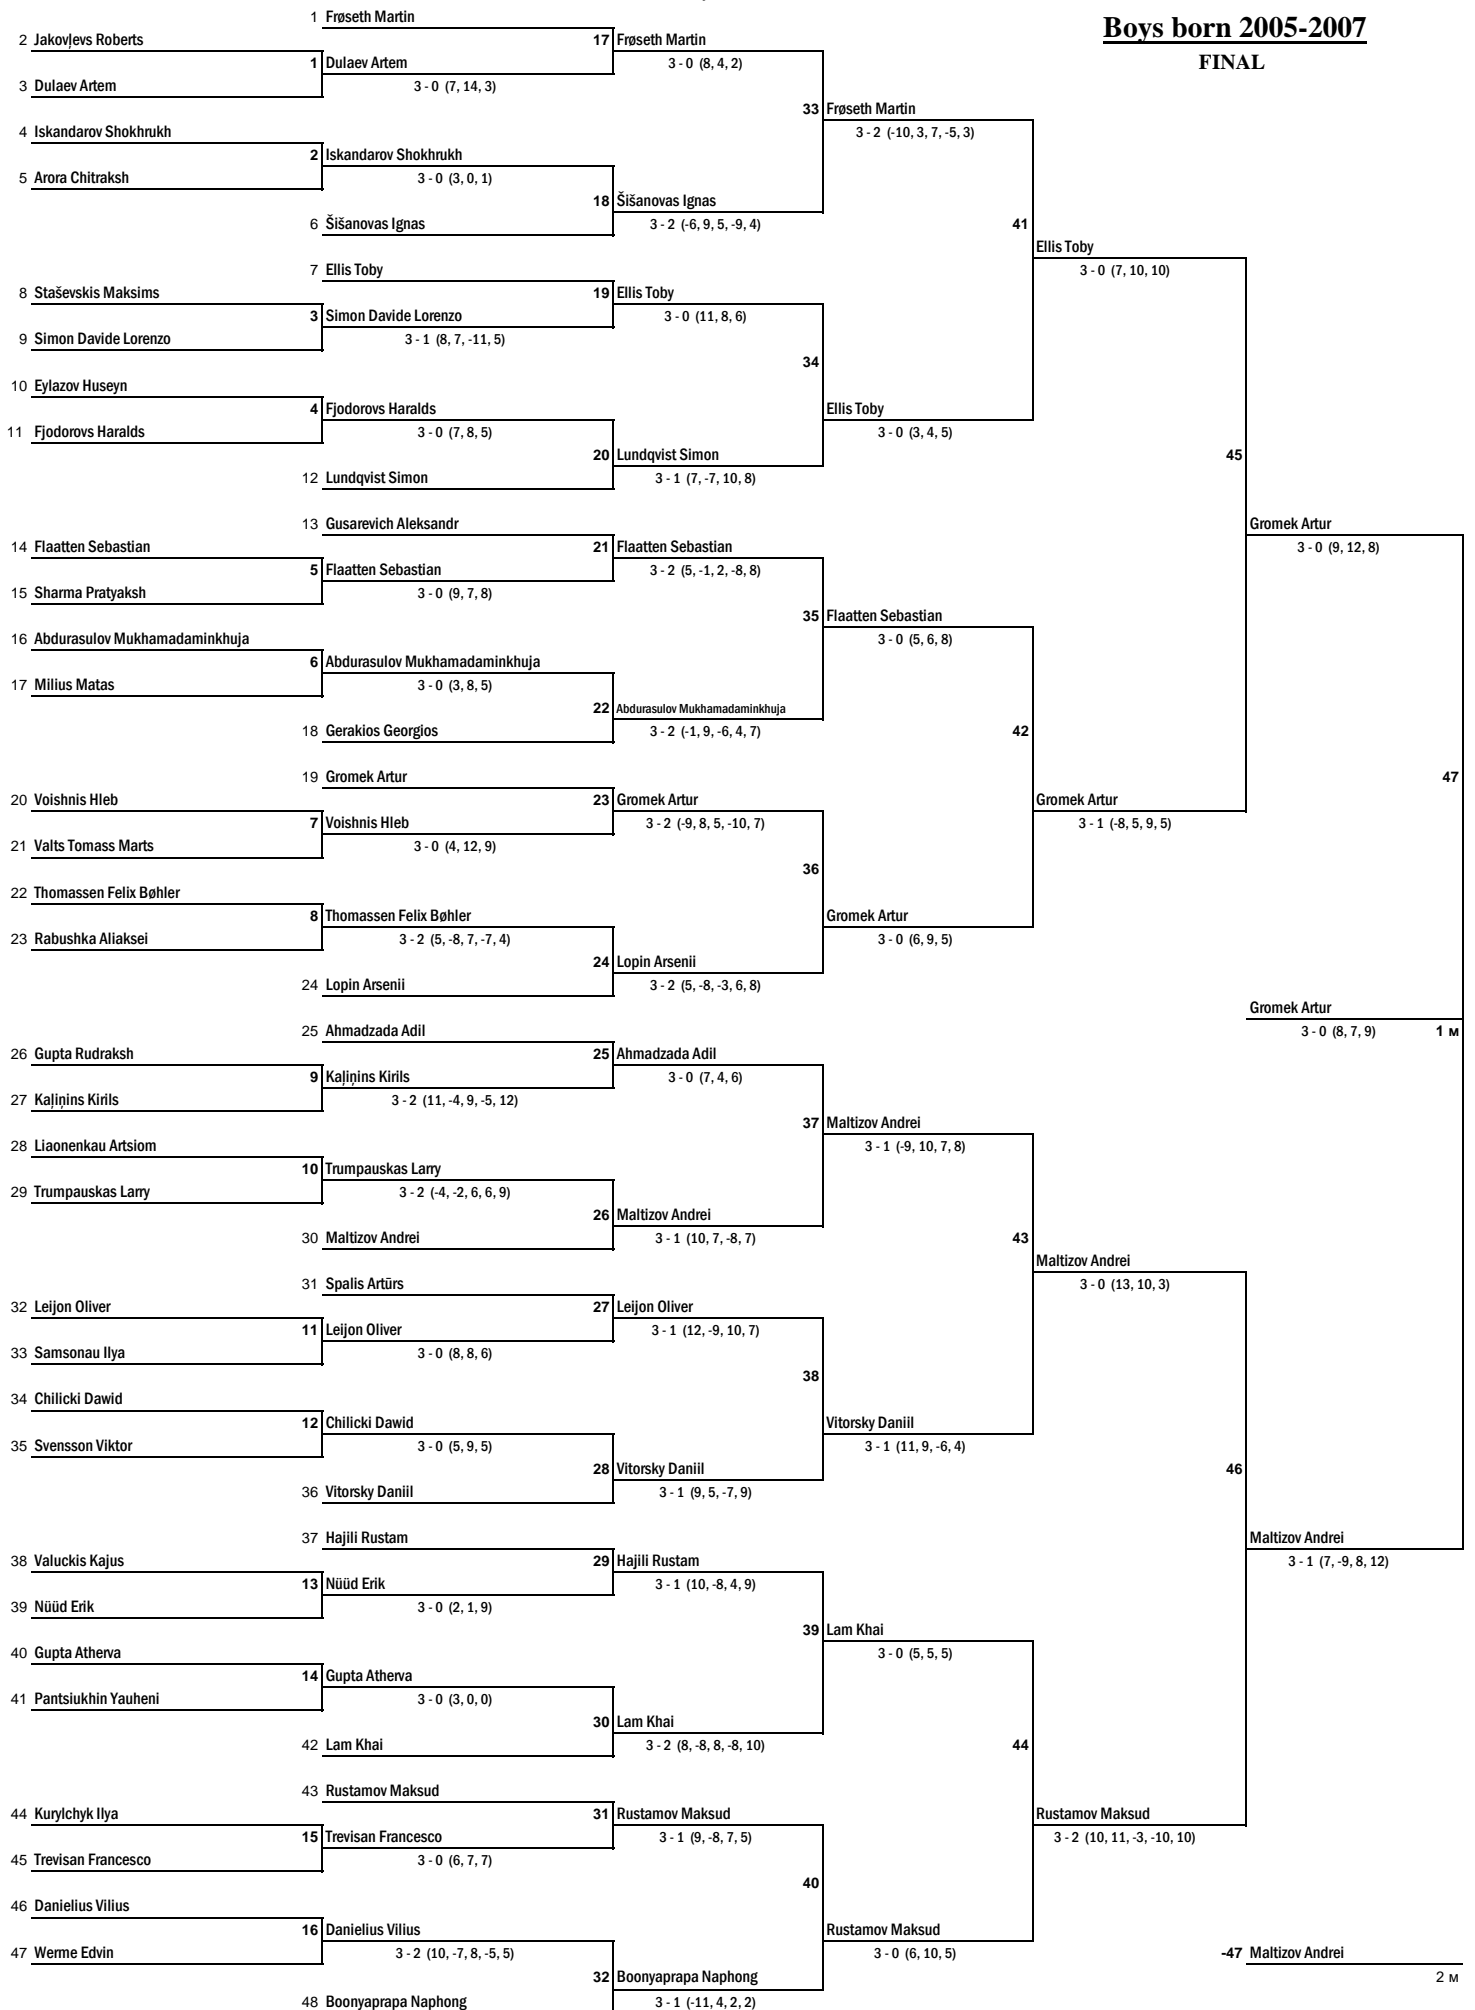 Boys born 2005-2007
FINAL
1 Frøseth Martin
2 Jakovļevs Roberts
17 Frøseth Martin
1 Dulaev Artem
3 - 0 (8, 4, 2)
3 Dulaev Artem
3 - 0 (7, 14, 3)
33 Frøseth Martin
4 Iskandarov Shokhrukh
3 - 2 (-10, 3, 7, -5, 3)
2 Iskandarov Shokhrukh
5 Arora Chitraksh
3 - 0 (3, 0, 1)
18 Šišanovas Ignas
6 Šišanovas Ignas
3 - 2 (-6, 9, 5, -9, 4)
41
Ellis Toby
7 Ellis Toby
3 - 0 (7, 10, 10)
8 Staševskis Maksims
19 Ellis Toby
3 Simon Davide Lorenzo
3 - 0 (11, 8, 6)
9 Simon Davide Lorenzo
3 - 1 (8, 7, -11, 5)
34
10 Eylazov Huseyn
4 Fjodorovs Haralds
Ellis Toby
11 Fjodorovs Haralds
3 - 0 (7, 8, 5)
3 - 0 (3, 4, 5)
20 Lundqvist Simon
45
12 Lundqvist Simon
3 - 1 (7, -7, 10, 8)
13 Gusarevich Aleksandr
Gromek Artur
14 Flaatten Sebastian
21 Flaatten Sebastian
3 - 0 (9, 12, 8)
5 Flaatten Sebastian
3 - 2 (5, -1, 2, -8, 8)
15 Sharma Pratyaksh
3 - 0 (9, 7, 8)
35 Flaatten Sebastian
16 Abdurasulov Mukhamadaminkhuja
3 - 0 (5, 6, 8)
6 Abdurasulov Mukhamadaminkhuja
17 Milius Matas
3 - 0 (3, 8, 5)
22 Abdurasulov Mukhamadaminkhuja
18 Gerakios Georgios
3 - 2 (-1, 9, -6, 4, 7)
42
19 Gromek Artur
47
20 Voishnis Hleb
23 Gromek Artur
Gromek Artur
7 Voishnis Hleb
3 - 2 (-9, 8, 5, -10, 7)
3 - 1 (-8, 5, 9, 5)
21 Valts Tomass Marts
3 - 0 (4, 12, 9)
36
22 Thomassen Felix Bøhler
8 Thomassen Felix Bøhler
Gromek Artur
23 Rabushka Aliaksei
3 - 2 (5, -8, 7, -7, 4)
3 - 0 (6, 9, 5)
24 Lopin Arsenii
24 Lopin Arsenii
3 - 2 (5, -8, -3, 6, 8)
Gromek Artur
25 Ahmadzada Adil
3 - 0 (8, 7, 9)
1 м
26 Gupta Rudraksh
25 Ahmadzada Adil
9 Kaļiņins Kirils
3 - 0 (7, 4, 6)
27 Kaļiņins Kirils
3 - 2 (11, -4, 9, -5, 12)
37 Maltizov Andrei
28 Liaonenkau Artsiom
3 - 1 (-9, 10, 7, 8)
10 Trumpauskas Larry
29 Trumpauskas Larry
3 - 2 (-4, -2, 6, 6, 9)
26 Maltizov Andrei
30 Maltizov Andrei
3 - 1 (10, 7, -8, 7)
43
Maltizov Andrei
31 Spalis Artūrs
3 - 0 (13, 10, 3)
32 Leijon Oliver
27 Leijon Oliver
11 Leijon Oliver
3 - 1 (12, -9, 10, 7)
33 Samsonau Ilya
3 - 0 (8, 8, 6)
38
34 Chilicki Dawid
12 Chilicki Dawid
Vitorsky Daniil
35 Svensson Viktor
3 - 0 (5, 9, 5)
3 - 1 (11, 9, -6, 4)
28 Vitorsky Daniil
46
36 Vitorsky Daniil
3 - 1 (9, 5, -7, 9)
37 Hajili Rustam
Maltizov Andrei
38 Valuckis Kajus
29 Hajili Rustam
3 - 1 (7, -9, 8, 12)
13 Nüüd Erik
3 - 1 (10, -8, 4, 9)
39 Nüüd Erik
3 - 0 (2, 1, 9)
39 Lam Khai
40 Gupta Atherva
3 - 0 (5, 5, 5)
14 Gupta Atherva
41 Pantsiukhin Yauheni
3 - 0 (3, 0, 0)
30 Lam Khai
42 Lam Khai
3 - 2 (8, -8, 8, -8, 10)
44
43 Rustamov Maksud
44 Kurylchyk Ilya
31 Rustamov Maksud
Rustamov Maksud
15 Trevisan Francesco
3 - 1 (9, -8, 7, 5)
3 - 2 (10, 11, -3, -10, 10)
45 Trevisan Francesco
3 - 0 (6, 7, 7)
40
46 Danielius Vilius
16 Danielius Vilius
Rustamov Maksud
47 Werme Edvin
3 - 2 (10, -7, 8, -5, 5)
3 - 0 (6, 10, 5)
-47 Maltizov Andrei
32 Boonyaprapa Naphong
2 м
48 Boonyaprapa Naphong
3 - 1 (-11, 4, 2, 2)